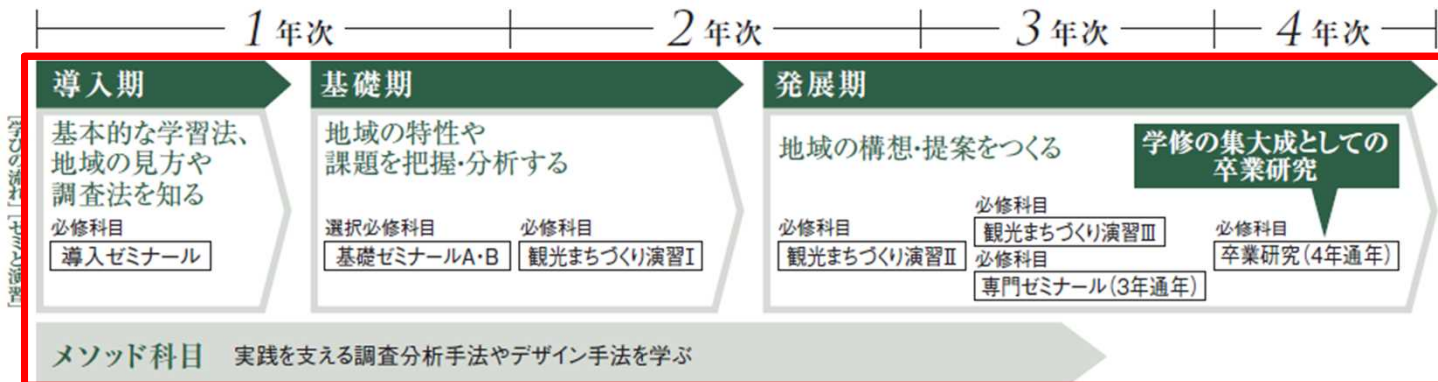 1年次 2年次 3年次 4年次
導入期 基礎期 発展期
[学びの流れ][ゼミと演習]
基本的な学習法、
地域の見方や
調査法を知る
必修科目
導入ゼミナール
地域の特性や
課題を把握・分析する
選択必修科目 必修科目
基礎ゼミナールA・B 観光まちづくり演習I
地域の構想・提案をつくる
学修の集大成としての
卒業研究
必修科目
観光まちづくり演習II
必修科目
観光まちづくり演習III
必修科目
専門ゼミナール(3年通年)
必修科目
卒業研究(4年通年)
メソッド科目 実践を支える調査分析手法やデザイン手法を学ぶ